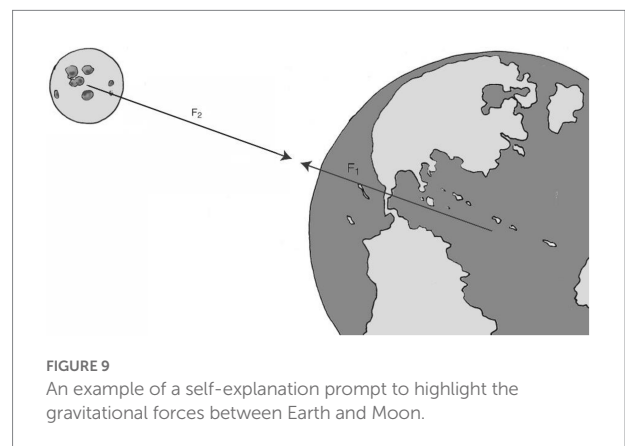 F₂
F₁
FIGURE 9
An example of a self-explanation prompt to highlight the
gravitational forces between Earth and Moon.